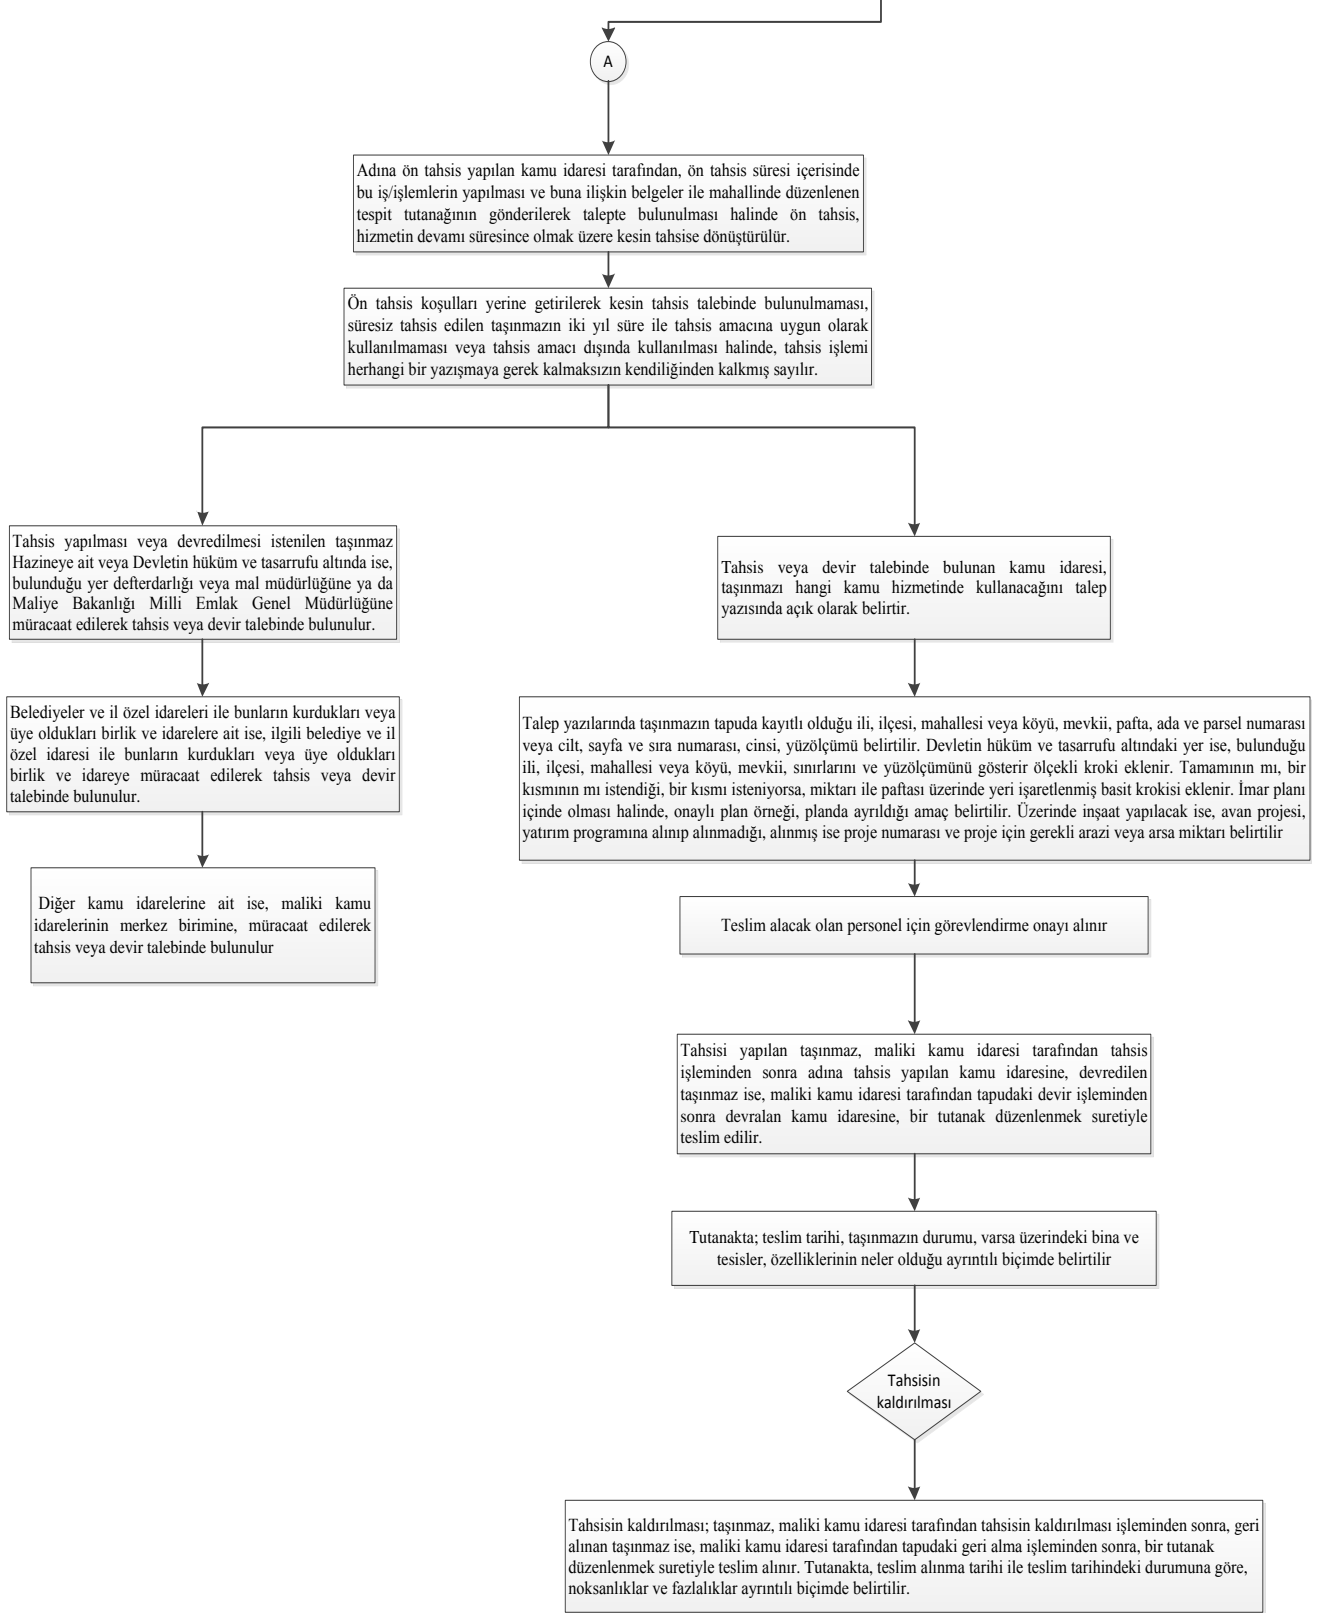 A
Adına ön tahsis yapılan kamu idaresi tarafından, ön tahsis süresi içerisinde
bu iş/işlemlerin yapılması ve buna ilişkin belgeler ile mahallinde düzenlenen
tespit tutanağının gönderilerek talepte bulunulması halinde ön tahsis,
hizmetin devamı süresince olmak üzere kesin tahsise dönüştürülür.
Ön tahsis koşulları yerine getirilerek kesin tahsis talebinde bulunulmaması,
süresiz tahsis edilen taşınmazın iki yıl süre ile tahsis amacına uygun olarak
kullanılmaması veya tahsis amacı dışında kullanılması halinde, tahsis işlemi
herhangi bir yazışmaya gerek kalmaksızın kendiliğinden kalkmış sayılır.
Tahsis yapılması veya devredilmesi istenilen taşınmaz
Hazineye ait veya Devletin hüküm ve tasarrufu altında ise,
bulunduğu yer defterdarlığı veya mal müdürlüğüne ya da
Maliye Bakanlığı Milli Emlak Genel Müdürlüğüne
müracaat edilerek tahsis veya devir talebinde bulunulur.
Belediyeler ve il özel idareleri ile bunların kurdukları veya
üye oldukları birlik ve idarelere ait ise, ilgili belediye ve il
özel idaresi ile bunların kurdukları veya üye oldukları
birlik ve idareye müracaat edilerek tahsis veya devir
talebinde bulunulur.
Diğer kamu idarelerine ait ise, maliki kamu
idarelerinin merkez birimine, müracaat edilerek
tahsis veya devir talebinde bulunulur
Tahsis veya devir talebinde bulunan kamu idaresi,
taşınmazı hangi kamu hizmetinde kullanacağını talep
yazısında açık olarak belirtir.
Talep yazılarında taşınmazın tapuda kayıtlı olduğu ili, ilçesi, mahallesi veya köyü, mevkii, pafta, ada ve parsel numarası
veya cilt, sayfa ve sıra numarası, cinsi, yüzölçümü belirtilir. Devletin hüküm ve tasarrufu altındaki yer ise, bulunduğu
ili, ilçesi, mahallesi veya köyü, mevkii, sınırlarını ve yüzölçümünü gösterir ölçekli kroki eklenir. Tamamının mı, bir
kısmının mı istendiği, bir kısmı isteniyorsa, miktarı ile paftası üzerinde yeri işaretlenmiş basit krokisi eklenir. İmar planı
içinde olması halinde, onaylı plan örneği, planda ayrıldığı amaç belirtilir. Üzerinde inşaat yapılacak ise, avan projesi,
yatırım programına alınıp alınmadığı, alınmış ise proje numarası ve proje için gerekli arazi veya arsa miktarı belirtilir
Teslim alacak olan personel için görevlendirme onayı alınır
Tahsisi yapılan taşınmaz, maliki kamu idaresi tarafından tahsis
işleminden sonra adına tahsis yapılan kamu idaresine, devredilen
taşınmaz ise, maliki kamu idaresi tarafından tapudaki devir işleminden
sonra devralan kamu idaresine, bir tutanak düzenlenmek suretiyle
teslim edilir.
Tutanakta; teslim tarihi, taşınmazın durumu, varsa üzerindeki bina ve
tesisler, özelliklerinin neler olduğu ayrıntılı biçimde belirtilir
Tahsisin
kaldırılması
Tahsisin kaldırılması; taşınmaz, maliki kamu idaresi tarafından tahsisin kaldırılması işleminden sonra, geri
alınan taşınmaz ise, maliki kamu idaresi tarafından tapudaki geri alma işleminden sonra, bir tutanak
düzenlenmek suretiyle teslim alınır. Tutanakta, teslim alınma tarihi ile teslim tarihindeki durumuna göre,
noksanlıklar ve fazlalıklar ayrıntılı biçimde belirtilir.